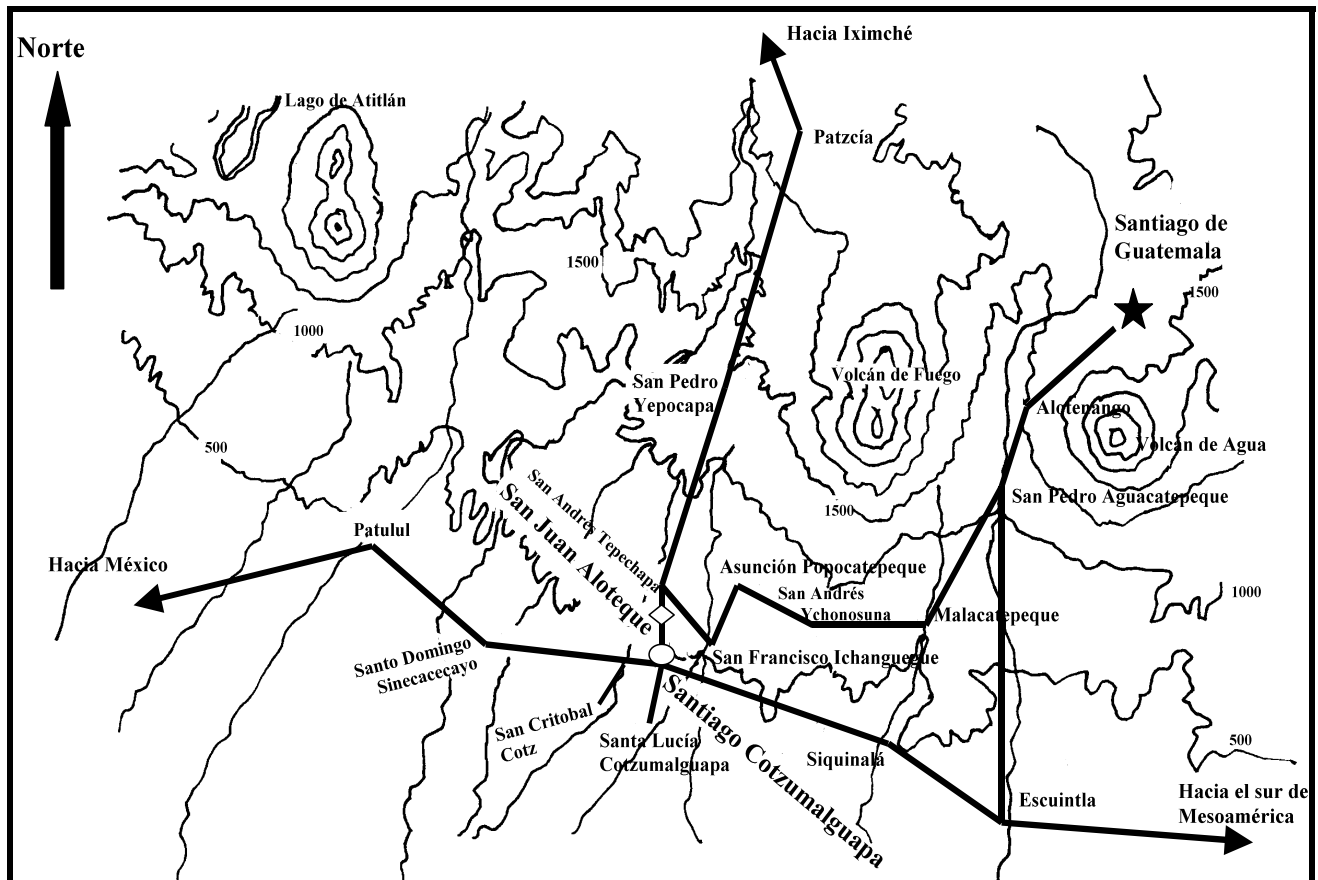 Hacia Iximché
Norte
Lago de Atitlán
Patzcía
Santiago de
Guatemala
1500
1500
1000
Volcán de Fuego
San Pedro
Yepocapa
Alotenango
Volcán de Agua
500
San Andrés Tepechapa
San Juan Aloteque
San Pedro Aguacatepeque
1500
Patulul
Hacia México
Asunción Popocatepeque
San Andrés
Ychonosuna
1000
Malacatepeque
San Francisco Ichanguegue
Santo Domingo
Sinecacecayo
Santiago Cotzumalguapa
San Critobal
Cotz
Santa Lucía
Cotzumalguapa
Siquinalá
500
Escuintla
Hacia el sur de
Mesoamérica